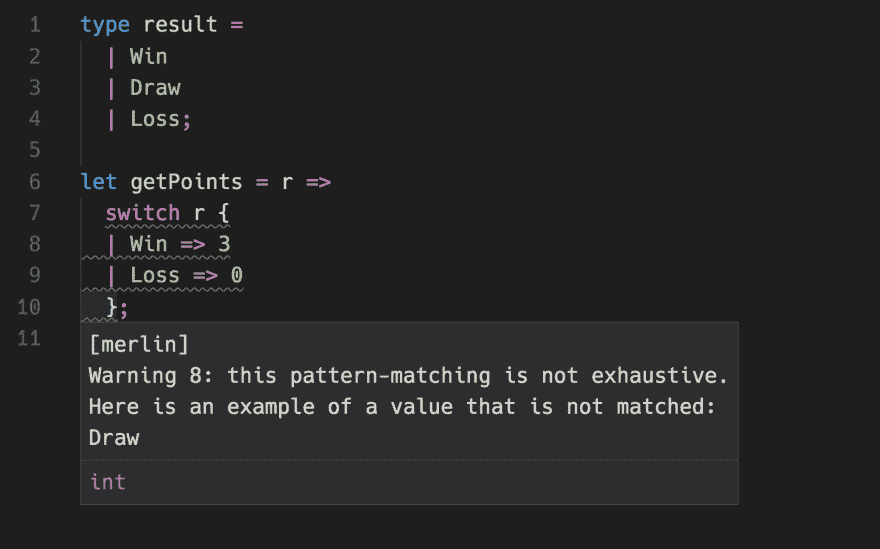 1 type result =
2 | Win
3 | Draw
4 | Loss;
5
6 let getPoints = r =>
7 switch r {
8 | Win => 3
9 | Loss => 0
10 };
11
[merlin]
Warning 8: this pattern-matching is not exhaustive.
Here is an example of a value that is not matched:
Draw
int